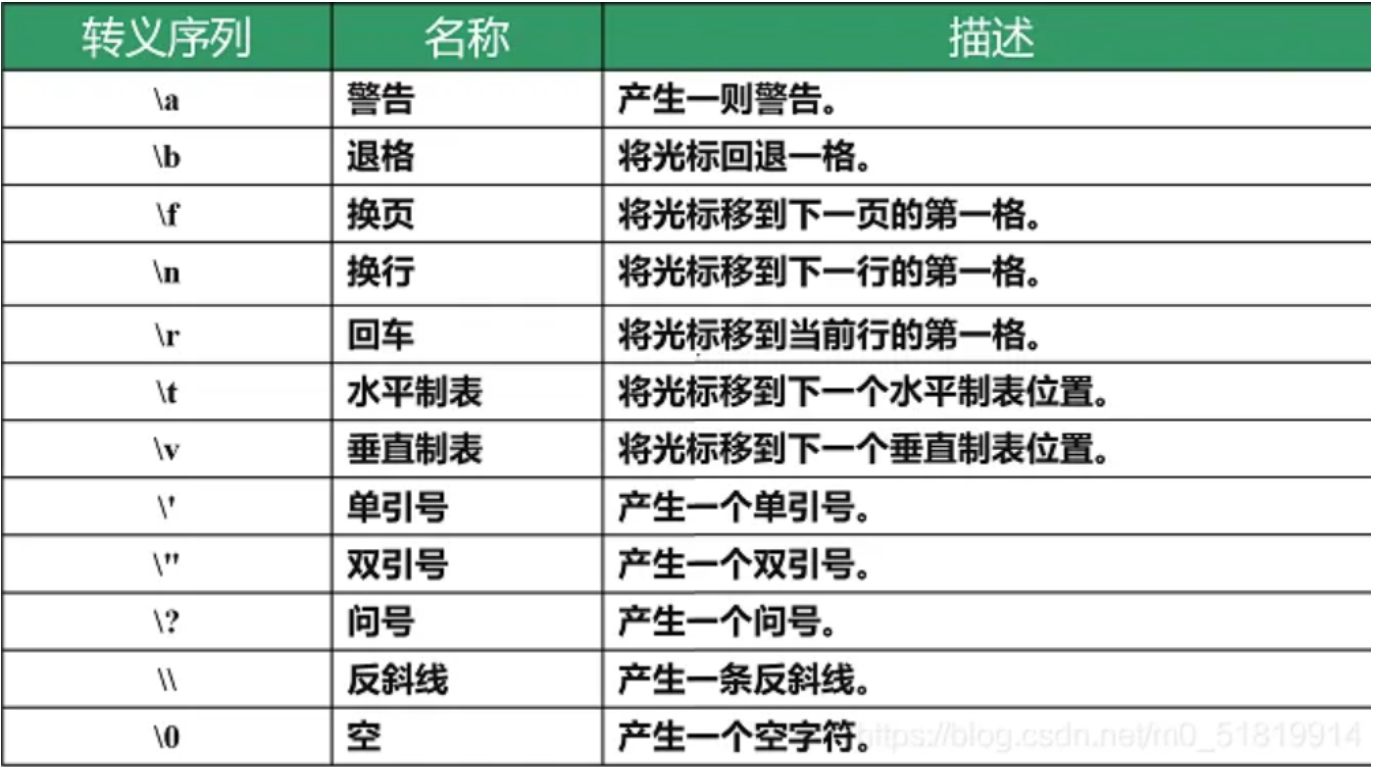 转义序列 名称 描述
\a 警告 产生一则警告。
\b 退格 将光标回退一格。
\f 换页 将光标移到下一页的第一格。
\n 换行 将光标移到下一行的第一格。
\r 回车 将光标移到当前行的第一格。
\t 水平制表 将光标移到下一个水平制表位置。
\v 垂直制表 将光标移到下一个垂直制表位置。
\' 单引号 产生一个单引号。
\" 双引号 产生一个双引号。
\? 问号 产生一个问号。
\\ 反斜线 产生一条反斜线。
\0 空 产生一个空字符。
https://blog.csdn.net/m0_51819914